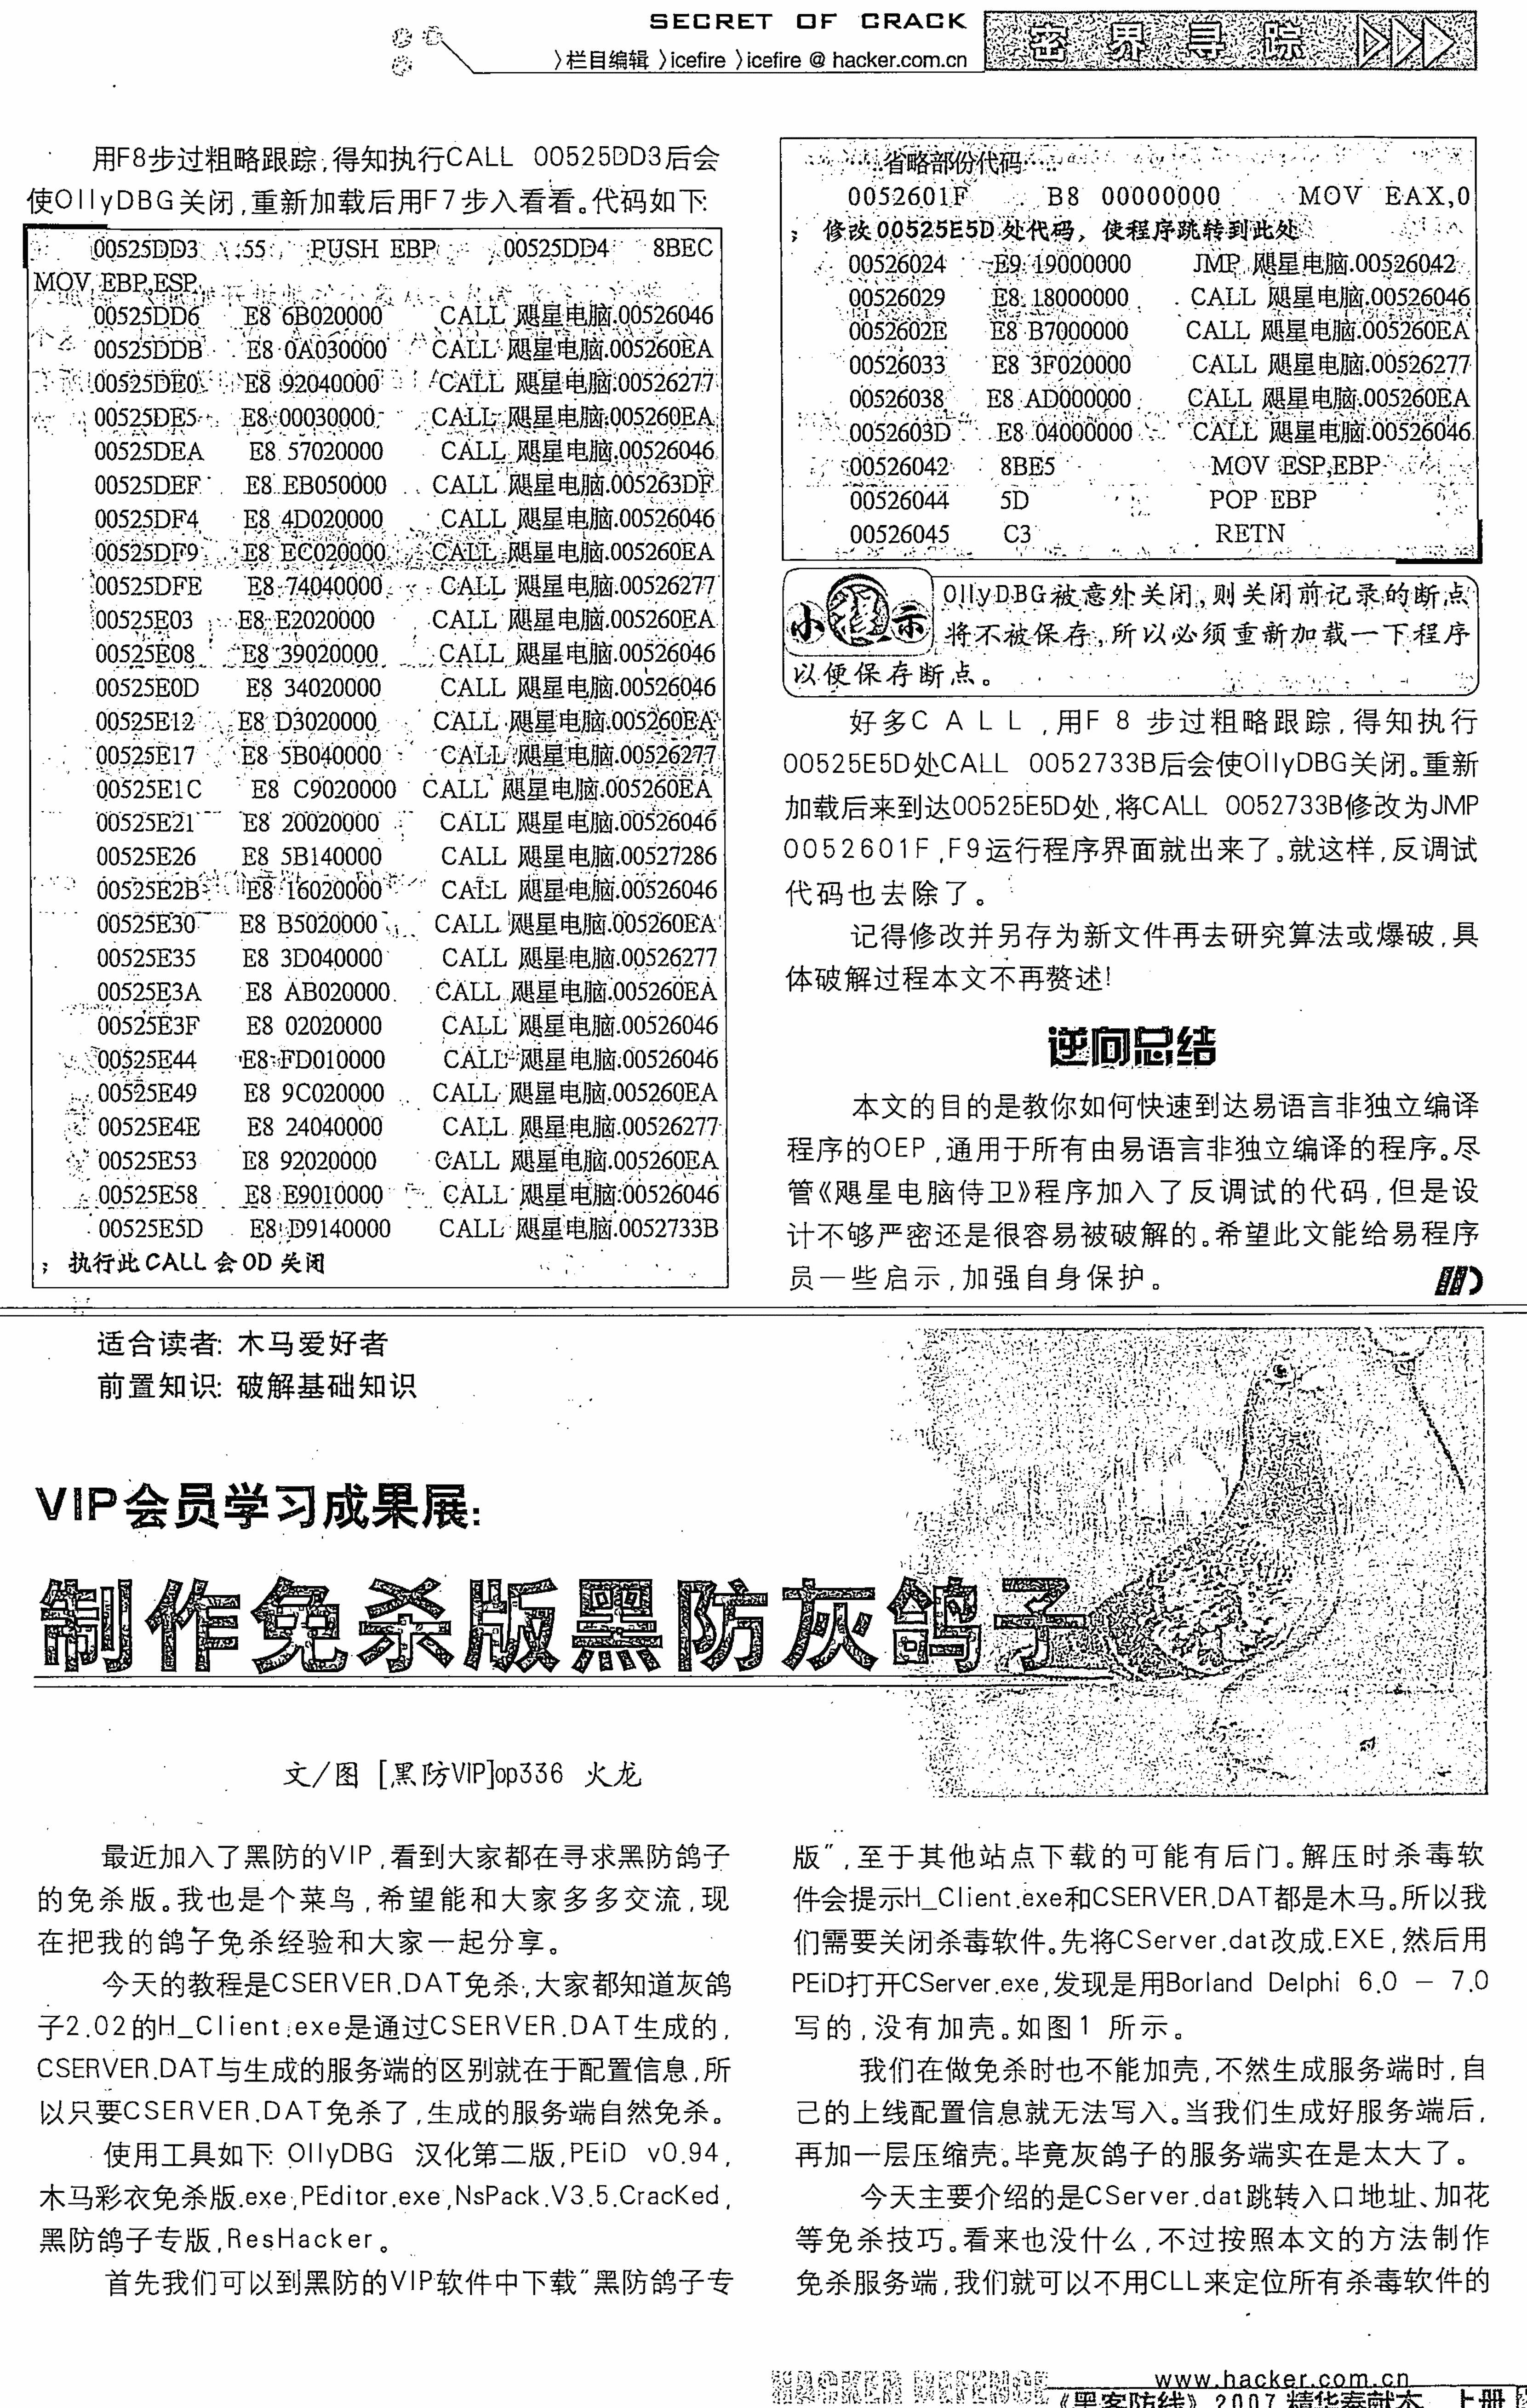 SECRET OF CRACK
〉栏目编辑 〉icefire 〉icefire @ hacker.com.cn
密界寻踪
用F8步过粗略跟踪,得知执行CALL 00525DD3后会
使OllyDBG关闭,重新加载后用F7步入看看。代码如下:
00525DD3 55 PUSH EBP 00525DD4 8BEC
MOV EBP,ESP
00525DD6 E8 6B020000 CALL 飓星电脑.00526046
00525DDB E8 0A030000 CALL 飓星电脑.005260EA
00525DE0 E8 92040000 CALL 飓星电脑.00526277
00525DE5 E8 00030000 CALL 飓星电脑.005260EA
00525DEA E8 57020000 CALL 飓星电脑.00526046
00525DEF E8 EB050000 CALL 飓星电脑.005263DF
00525DF4 E8 4D020000 CALL 飓星电脑.00526046
00525DF9 E8 EC020000 CALL 飓星电脑.005260EA
00525DFE E8 74040000 CALL 飓星电脑.00526277
00525E03 E8 E2020000 CALL 飓星电脑.005260EA
00525E08 E8 39020000 CALL 飓星电脑.00526046
00525E0D E8 34020000 CALL 飓星电脑.00526046
00525E12 E8 D3020000 CALL 飓星电脑.005260EA
00525E17 E8 5B040000 CALL 飓星电脑.00526277
00525E1C E8 C9020000 CALL 飓星电脑.005260EA
00525E21 E8 20020000 CALL 飓星电脑.00526046
00525E26 E8 5B140000 CALL 飓星电脑.00527286
00525E2B E8 16020000 CALL 飓星电脑.00526046
00525E30 E8 B5020000 CALL 飓星电脑.005260EA
00525E35 E8 3D040000 CALL 飓星电脑.00526277
00525E3A E8 AB020000 CALL 飓星电脑.005260EA
00525E3F E8 02020000 CALL 飓星电脑.00526046
00525E44 E8 FD010000 CALL 飓星电脑.00526046
00525E49 E8 9C020000 CALL 飓星电脑.005260EA
00525E4E E8 24040000 CALL 飓星电脑.00526277
00525E53 E8 92020000 CALL 飓星电脑.005260EA
00525E58 E8 E9010000 CALL 飓星电脑.00526046
00525E5D E8 D9140000 CALL 飓星电脑.0052733B
; 执行此CALL会OD关闭
……省略部份代码……
0052601F B8 00000000 MOV EAX,0
; 修改00525E5D处代码，使程序跳转到此处
00526024 E9 19000000 JMP 飓星电脑.00526042
00526029 E8 18000000 CALL 飓星电脑.00526046
0052602E E8 B7000000 CALL 飓星电脑.005260EA
00526033 E8 3F020000 CALL 飓星电脑.00526277
00526038 E8 AD000000 CALL 飓星电脑.005260EA
0052603D E8 04000000 CALL 飓星电脑.00526046
00526042 8BE5 MOV ESP,EBP
00526044 5D POP EBP
00526045 C3 RETN
小提示
OllyDBG被意外关闭,则关闭前记录的断点
将不被保存,所以必须重新加载一下程序
以便保存断点。
好多CALL,用F8步过粗略跟踪,得知执行
00525E5D处CALL 0052733B后会使OllyDBG关闭。重新
加载后来到达00525E5D处,将CALL 0052733B修改为JMP
0052601F,F9运行程序界面就出来了。就这样,反调试
代码也去除了。
记得修改并另存为新文件再去研究算法或爆破,具
体破解过程本文不再赘述!
逆向总结
本文的目的是教你如何快速到达易语言非独立编译
程序的OEP,通用于所有由易语言非独立编译的程序。尽
管《飓星电脑侍卫》程序加入了反调试的代码,但是设
计不够严密还是很容易被破解的。希望此文能给易程序
员一些启示,加强自身保护。
适合读者: 木马爱好者
前置知识: 破解基础知识
VIP会员学习成果展:
制作免杀版黑防灰鸽子
文/图 [黑防VIP]op336 火龙
最近加入了黑防的VIP,看到大家都在寻求黑防鸽子
的免杀版。我也是个菜鸟,希望能和大家多多交流,现
在把我的鸽子免杀经验和大家一起分享。
今天的教程是CSERVER.DAT免杀,大家都知道灰鸽
子2.02的H_Client.exe是通过CSERVER.DAT生成的,
CSERVER.DAT与生成的服务端的区别就在于配置信息,所
以只要CSERVER.DAT免杀了,生成的服务端自然免杀。
使用工具如下: OllyDBG 汉化第二版,PEiD v0.94,
木马彩衣免杀版.exe,PEditor.exe,NsPack.V3.5.CracKed,
黑防鸽子专版,ResHacker。
首先我们可以到黑防的VIP软件中下载"黑防鸽子专
版",至于其他站点下载的可能有后门。解压时杀毒软
件会提示H_Client.exe和CSERVER.DAT都是木马。所以我
们需要关闭杀毒软件。先将CServer.dat改成.EXE,然后用
PEiD打开CServer.exe,发现是用Borland Delphi 6.0 - 7.0
写的,没有加壳。如图1 所示。
我们在做免杀时也不能加壳,不然生成服务端时,自
己的上线配置信息就无法写入。当我们生成好服务端后,
再加一层压缩壳。毕竟灰鸽子的服务端实在是太大了。
今天主要介绍的是CServer.dat跳转入口地址、加花
等免杀技巧。看来也没什么,不过按照本文的方法制作
免杀服务端,我们就可以不用CLL来定位所有杀毒软件的
HACKER DEFENCE
www.hacker.com.cn
《黑客防线》2007精华奉献本 上册